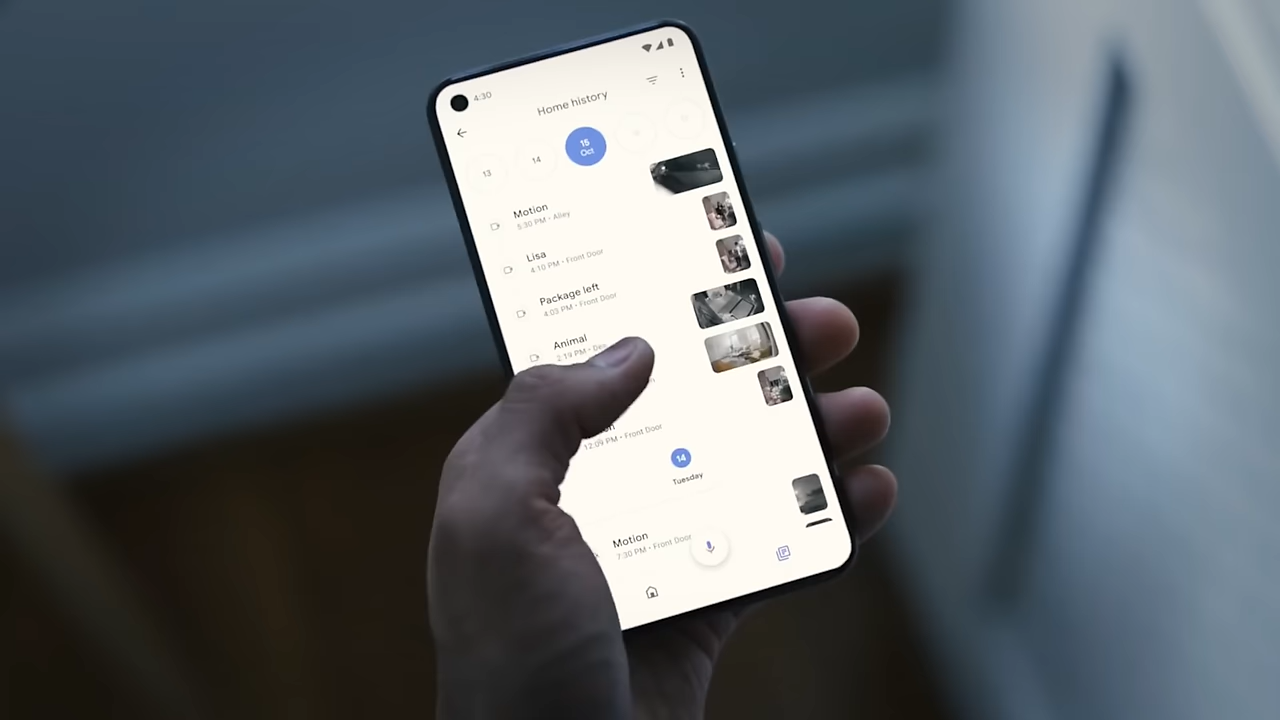 4:30
Home history
13
14
15
Oct
Motion
5:30 PM • Alley
Lisa
4:10 PM • Front Door
Package left
4:03 PM • Front Door
Animal
2:19 PM •
12:09 PM • Front Door
14
Tuesday
Motion
7:30 PM • Front Door